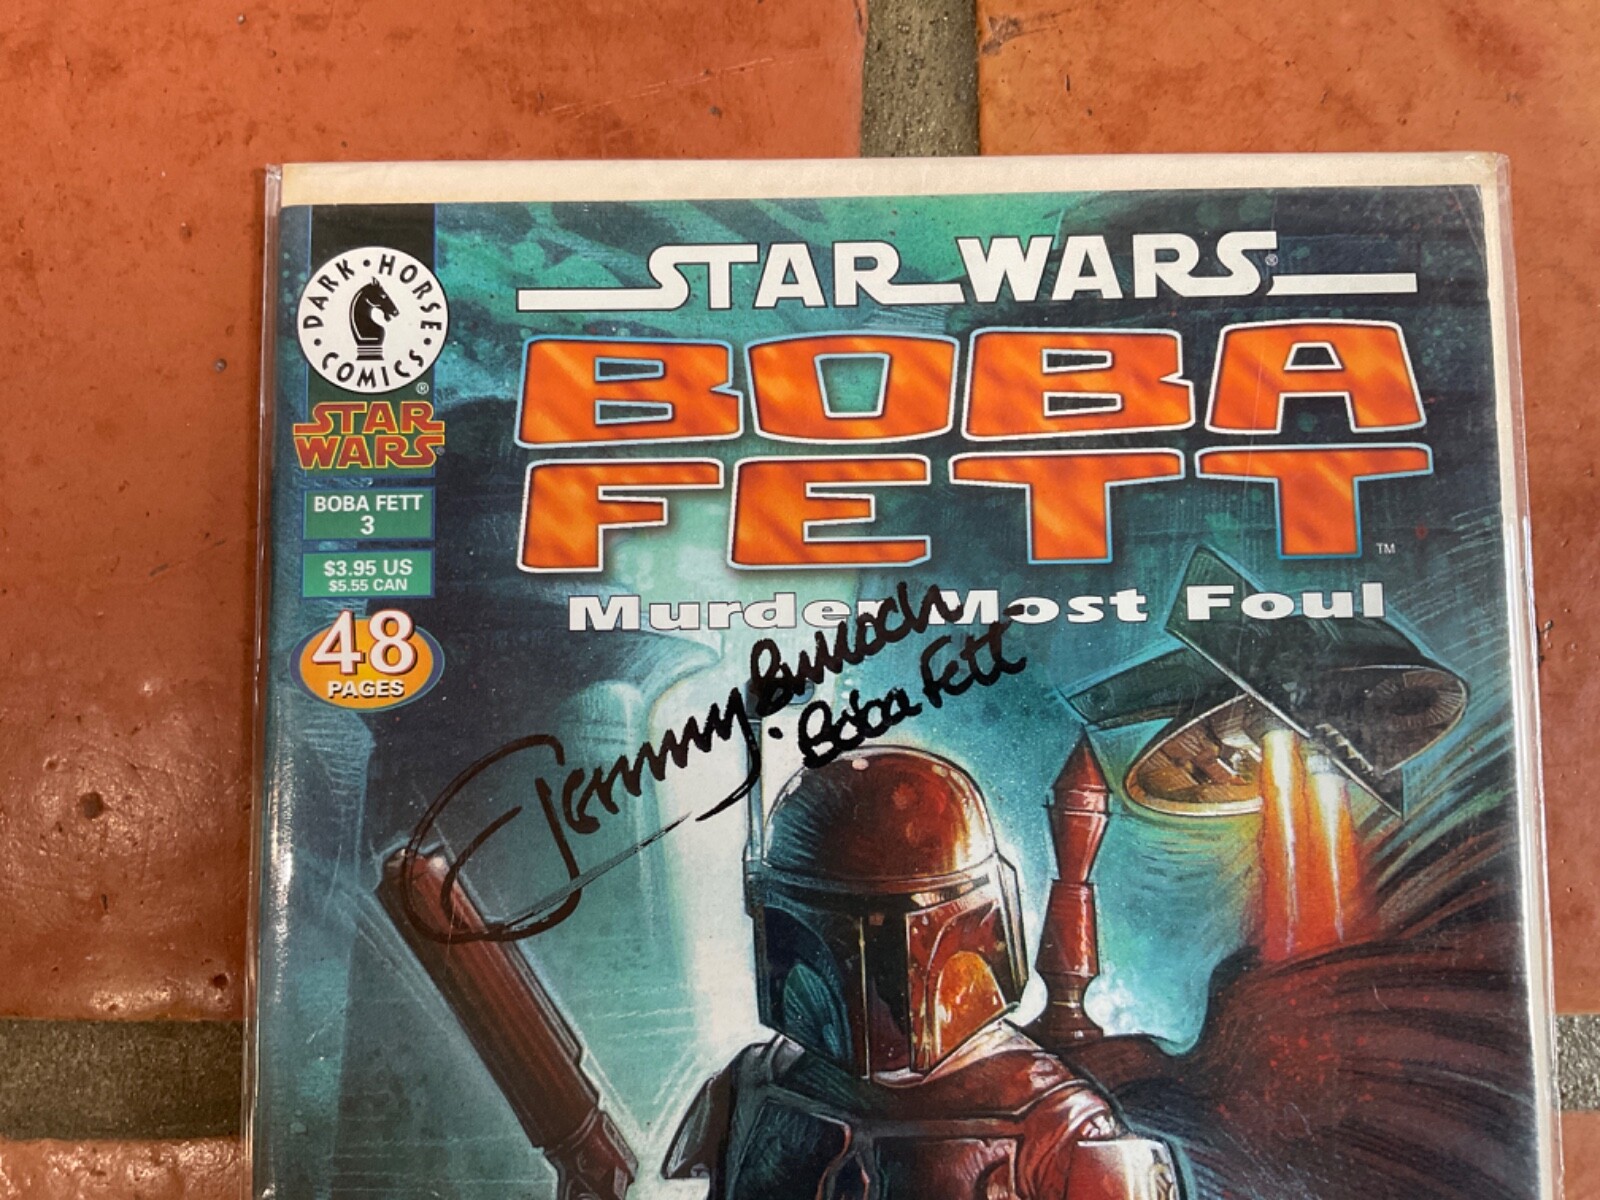 DARK·HORSE
·COMICS·
®
STAR
WARS®
BOBA FETT
3
$3.95 US
$5.55 CAN
48
PAGES
STAR WARS®
BOBA
FETT
TM
Murder Most Foul
Jeremy Bulloch
Boba Fett